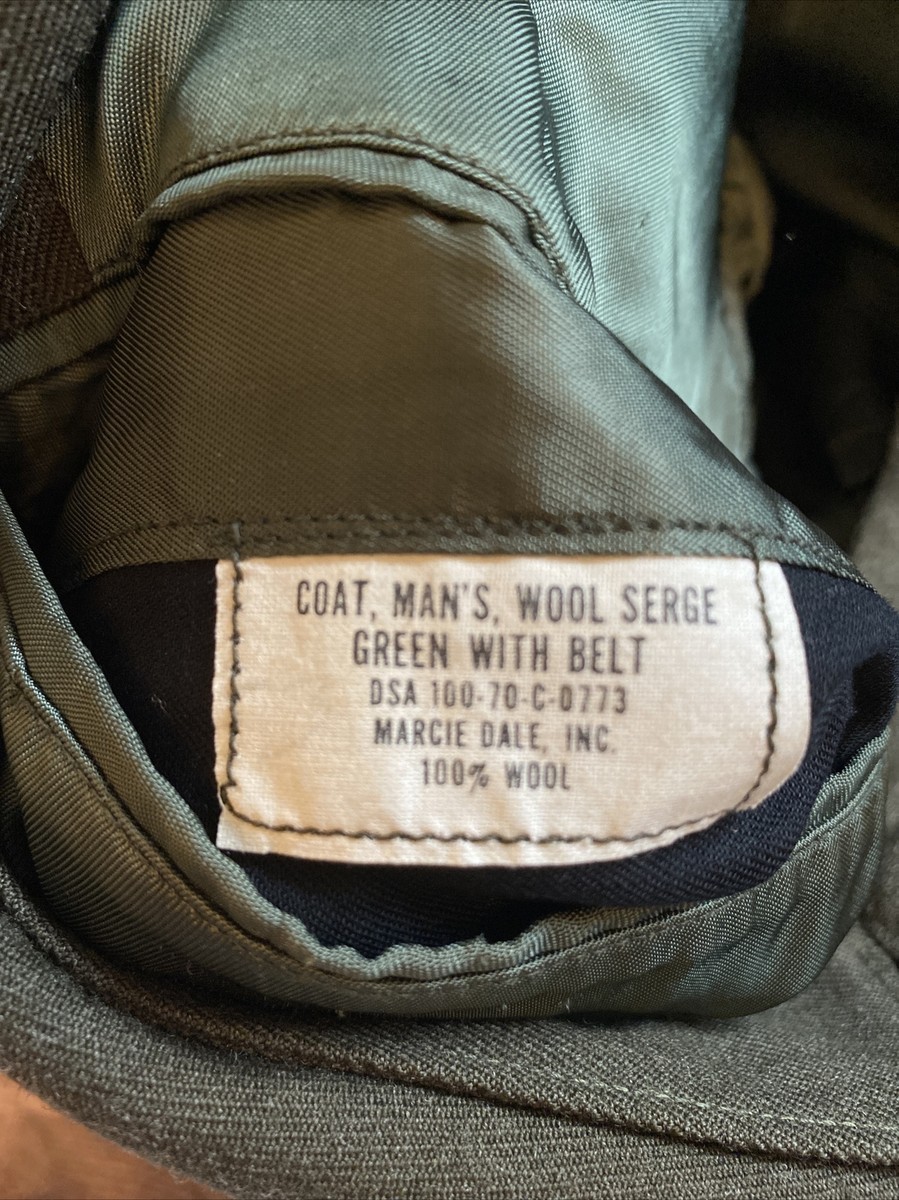 COAT, MAN'S, WOOL SERGE
GREEN WITH BELT
DSA 100-70-C-0773
MARCIE DALE, INC.
100% WOOL